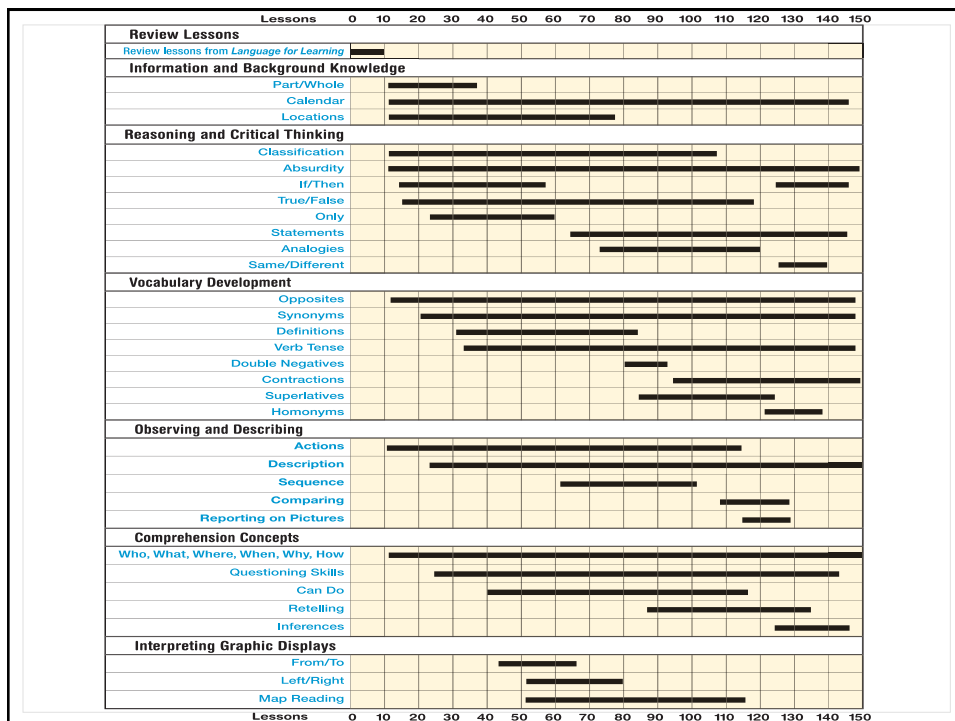 Lessons 0 10 20 30 40 50 60 70 80 90 100 110 120 130 150
Review Lessons
Review lessons from Language for Learning
Information and Background Knowledge
Part/Whole
Calendar
Locations
Reasoning and Critical Thinking
Classification
Absurdity
If/Then
True/False
Only
Statements
Analogies
Same/Different
Vocabulary Development
Opposites
Synonyms
Definitions
Verb Tense
Double Negatives
Contractions
Superlatives
Homonyms
Observing and Describing
Actions
Description
Sequence
Comparing
Reporting on Pictures
Comprehension Concepts
Who, What, Where, When, Why, How
Questioning Skills
Can Do
Retelling
Inferences
Interpreting Graphic Displays
From/To
Left/Right
Map Reading
Lessons 0 10 20 30 40 50 60 70 80 90 100 110 120 130 150